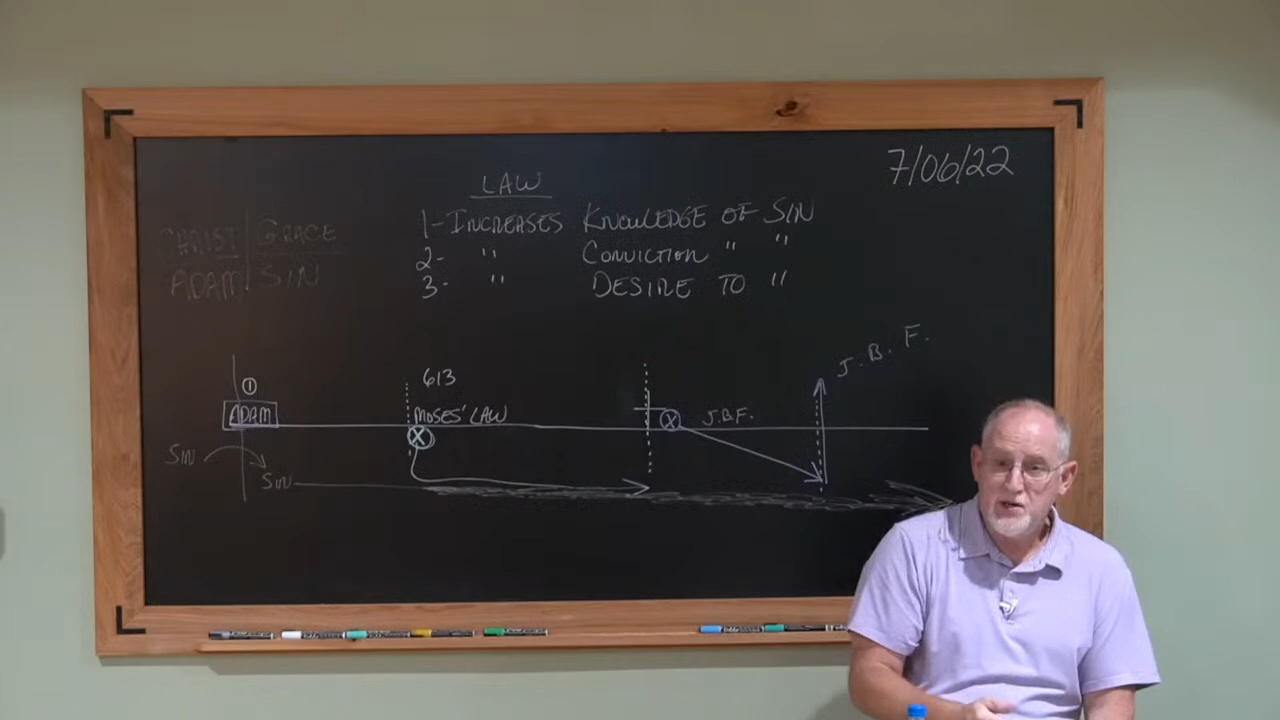 7/06/22
LAW
1- INCREASES KNOWLEDGE OF SIN
2- " CONVICTION " "
3- " DESIRE TO "
CHRIST | GRACE
ADAM | SIN
J. B. F.
613
1
ADAM
MOSES' LAW
X
X
J.B.F.
SIN
SIN